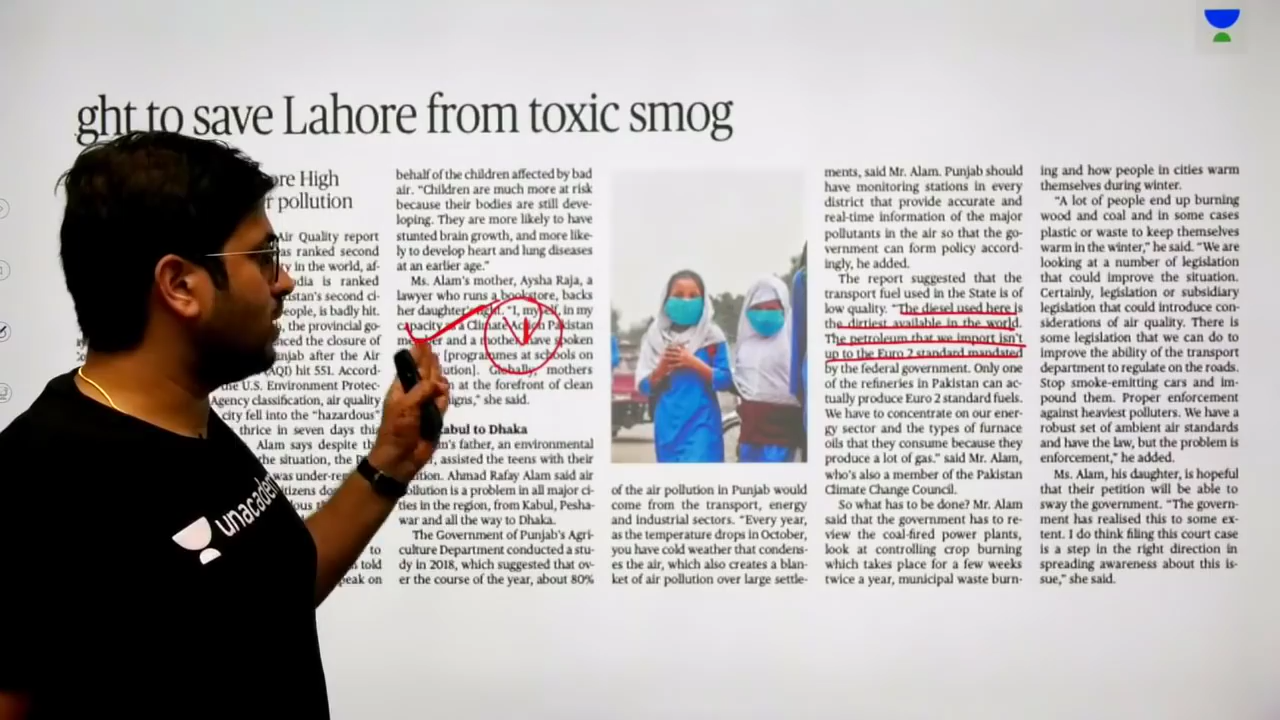 ght to save Lahore from toxic smog
ore High
r pollution
Air Quality report
as ranked second
ty in the world, af-
dia is ranked
istan's second ci-
eople, is badly hit.
, the provincial go-
nced the closure of
unjab after the Air
(AQI) hit 551. Accord-
the U.S. Environment Protec-
Agency classification, air quality
city fell into the "hazardous"
thrice in seven days this
Alam says despite th
the situation, the
was under-re
itizens do
told
peak on
behalf of the children affected by bad
air. "Children are much more at risk
because their bodies are still deve-
loping. They are more likely to have
stunted brain growth, and more like-
ly to develop heart and lung diseases
at an earlier age."
Ms. Alam's mother, Aysha Raja, a
lawyer who runs a bookstore, backs
her daughter's fight. "I, myself, in my
capacity as a Climate Action Pakistan
member and a mother, have spoken
[programmes at schools on
ution]. Globally, mothers
at the forefront of clean
igns," she said.
Kabul to Dhaka
m's father, an environmental
, assisted the teens with their
ition. Ahmad Rafay Alam said air
pollution is a problem in all major ci-
ties in the region, from Kabul, Pesha-
war and all the way to Dhaka.
The Government of Punjab's Agri-
culture Department conducted a stu-
dy in 2018, which suggested that ov-
er the course of the year, about 80%
of the air pollution in Punjab would
come from the transport, energy
and industrial sectors. "Every year,
as the temperature drops in October,
you have cold weather that condens-
es the air, which also creates a blan-
ket of air pollution over large settle-
ments, said Mr. Alam. Punjab should
have monitoring stations in every
district that provide accurate and
real-time information of the major
pollutants in the air so that the go-
vernment can form policy accord-
ingly, he added.
The report suggested that the
transport fuel used in the State is of
low quality. "The diesel used here is
the dirtiest available in the world.
The petroleum that we import isn't
up to the Euro 2 standard mandated
by the federal government. Only one
of the refineries in Pakistan can ac-
tually produce Euro 2 standard fuels.
We have to concentrate on our ener-
gy sector and the types of furnace
oils that they consume because they
produce a lot of gas." said Mr. Alam,
who's also a member of the Pakistan
Climate Change Council.
So what has to be done? Mr. Alam
said that the government has to re-
view the coal-fired power plants,
look at controlling crop burning
which takes place for a few weeks
twice a year, municipal waste burn-
ing and how people in cities warm
themselves during winter.
"A lot of people end up burning
wood and coal and in some cases
plastic or waste to keep themselves
warm in the winter," he said. "We are
looking at a number of legislation
that could improve the situation.
Certainly, legislation or subsidiary
legislation that could introduce con-
siderations of air quality. There is
some legislation that we can do to
improve the ability of the transport
department to regulate on the roads.
Stop smoke-emitting cars and im-
pound them. Proper enforcement
against heaviest polluters. We have a
robust set of ambient air standards
and have the law, but the problem is
enforcement," he added.
Ms. Alam, his daughter, is hopeful
that their petition will be able to
sway the government. "The govern-
ment has realised this to some ex-
tent. I do think filing this court case
is a step in the right direction in
spreading awareness about this is-
sue," she said.
unacadem